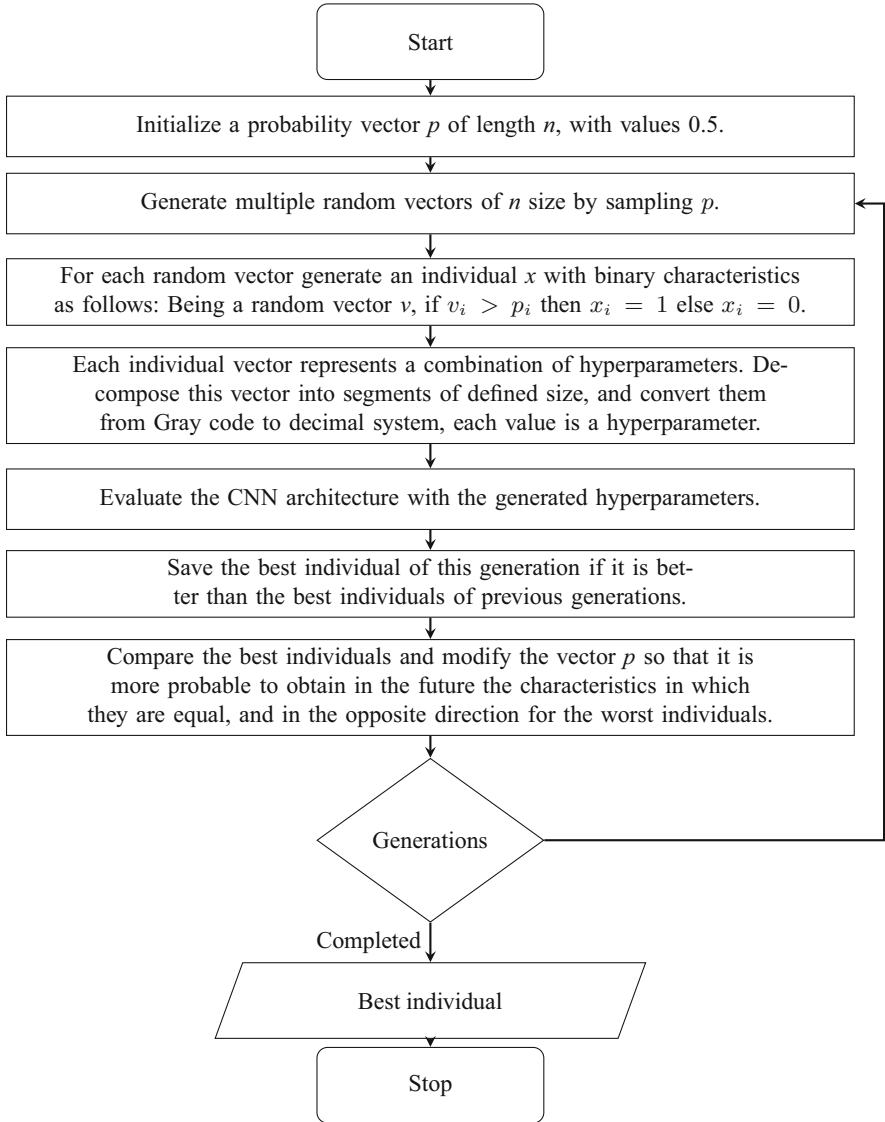 Start
Initialize a probability vector p of length n, with values 0.5.
Generate multiple random vectors of n size by sampling p.
For each random vector generate an individual x with binary characteristics
as follows: Being a random vector v, if v_i > p_i then x_i = 1 else x_i = 0.
Each individual vector represents a combination of hyperparameters. De-
compose this vector into segments of defined size, and convert them
from Gray code to decimal system, each value is a hyperparameter.
Evaluate the CNN architecture with the generated hyperparameters.
Save the best individual of this generation if it is bet-
ter than the best individuals of previous generations.
Compare the best individuals and modify the vector p so that it is
more probable to obtain in the future the characteristics in which
they are equal, and in the opposite direction for the worst individuals.
Generations
Completed
Best individual
Stop